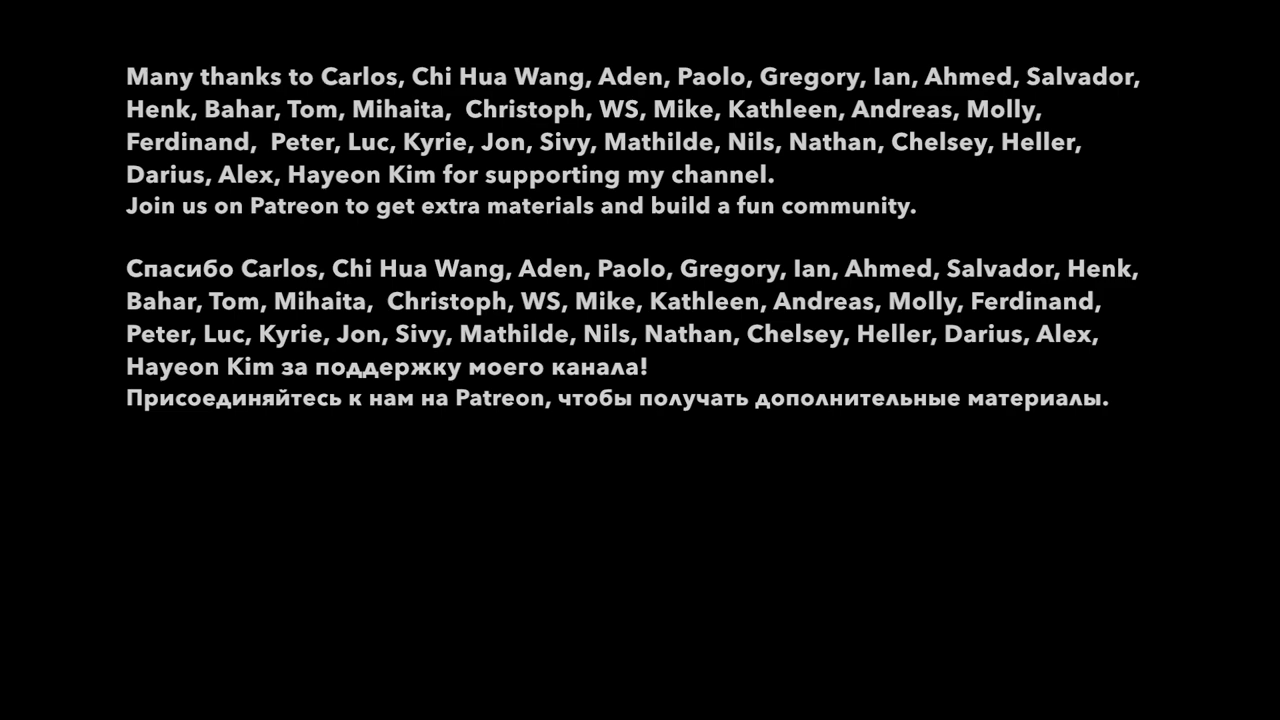 Many thanks to Carlos, Chi Hua Wang, Aden, Paolo, Gregory, Ian, Ahmed, Salvador,
Henk, Bahar, Tom, Mihaita,  Christoph, WS, Mike, Kathleen, Andreas, Molly,
Ferdinand,  Peter, Luc, Kyrie, Jon, Sivy, Mathilde, Nils, Nathan, Chelsey, Heller,
Darius, Alex, Hayeon Kim for supporting my channel.
Join us on Patreon to get extra materials and build a fun community.
Спасибо Carlos, Chi Hua Wang, Aden, Paolo, Gregory, Ian, Ahmed, Salvador, Henk,
Bahar, Tom, Mihaita,  Christoph, WS, Mike, Kathleen, Andreas, Molly, Ferdinand,
Peter, Luc, Kyrie, Jon, Sivy, Mathilde, Nils, Nathan, Chelsey, Heller, Darius, Alex,
Hayeon Kim за поддержку моего канала!
Присоединяйтесь к нам на Patreon, чтобы получать дополнительные материалы.